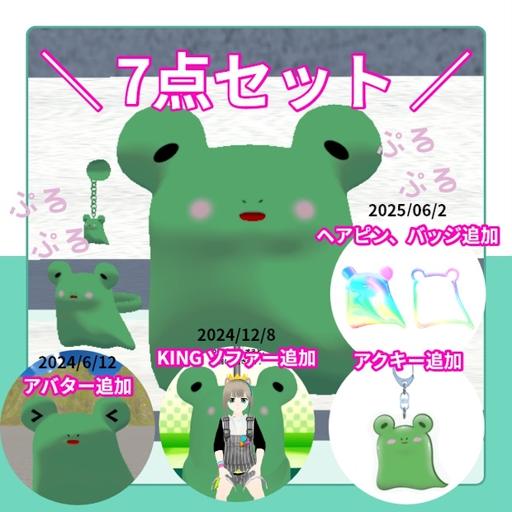 ＼ 7点セット ／
ぷる
ぷる
ぷる
ぷる
2025/06/2
ヘアピン、バッジ追加
2024/12/8
KING ソファー追加
2024/6/12
アバター追加
アクキー追加